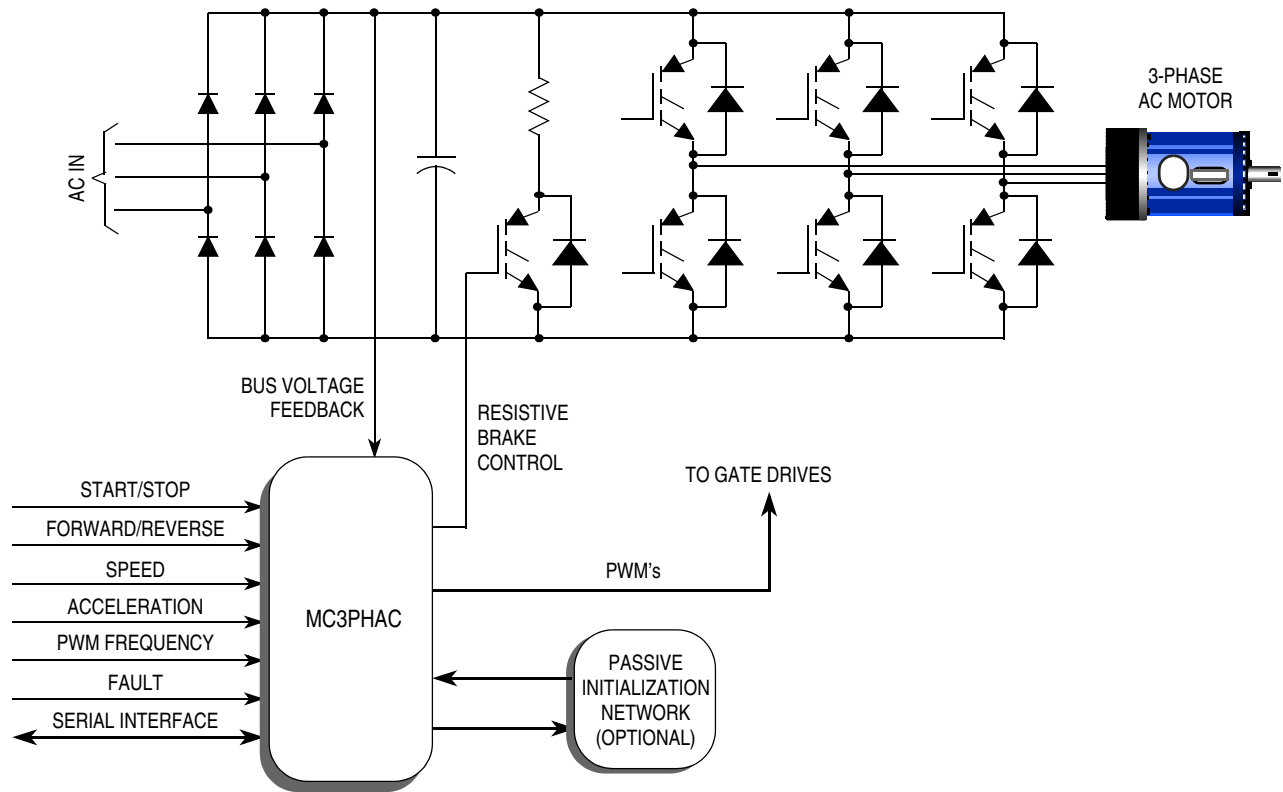 3-PHASE
AC MOTOR
AC IN
BUS VOLTAGE
FEEDBACK
RESISTIVE
BRAKE
CONTROL
TO GATE DRIVES
START/STOP
FORWARD/REVERSE
SPEED
ACCELERATION
PWM FREQUENCY
FAULT
SERIAL INTERFACE
MC3PHAC
PWM's
PASSIVE
INITIALIZATION
NETWORK
(OPTIONAL)